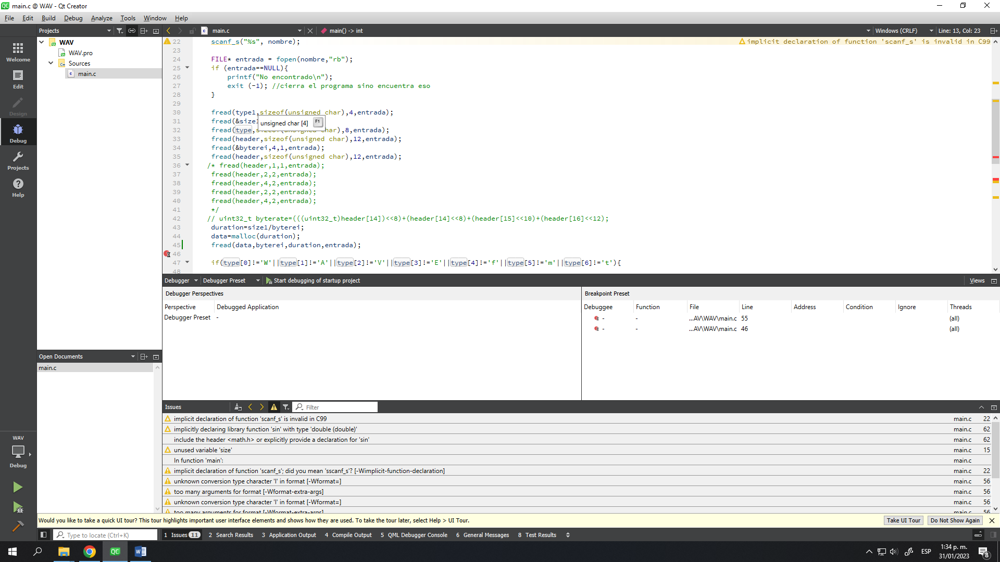 main.c @ WAV - Qt Creator
File Edit Build Debug Analyze Tools Window Help
Projects
main.c
main() -> int
Windows (CRLF)
Line: 13, Col: 23
Welcome
Edit
Design
Debug
Projects
Help
WAV
WAV.pro
Sources
main.c
22 scanf_s("%s", nombre);
implicit declaration of function 'scanf_s' is invalid in C99
23
24 FILE* entrada = fopen(nombre,"rb");
25 if (entrada==NULL){
26 printf("No encontrado\n");
27 exit (-1); //cierra el programa sino encuentra eso
28 }
29
30 fread(type1,sizeof(unsigned char),4,entrada);
31 fread(&size1
unsigned char [4] F1
32 fread(type,
har),8,entrada);
33 fread(header,sizeof(unsigned char),12,entrada);
34 fread(&byterei,4,1,entrada);
35 fread(header,sizeof(unsigned char),12,entrada);
36 /* fread(header,1,1,entrada);
37 fread(header,2,2,entrada);
38 fread(header,4,2,entrada);
39 fread(header,2,2,entrada);
40 fread(header,4,2,entrada);
41 */
42 // uint32_t byterate=(((uint32_t)header[14])<<8)+(header[14]<<8)+(header[15]<<10)+(header[16]<<12);
43 duration=size1/byterei;
44 data=malloc(duration);
45 fread(data,byterei,duration,entrada);
46
47 if(type[0]!='W'||type[1]!='A'||type[2]!='V'||type[3]!='E'||type[4]!='f'||type[5]!='m'||type[6]!='t'){
48
Debugger
Debugger Preset
Start debugging of startup project
Views
Debugger Perspectives
Perspective Debugged Application
Debugger Preset -
Breakpoint Preset
Debuggee Function File Line Address Condition Ignore Threads
- - ...AV\WAV\main.c 55 (all)
- - ...AV\WAV\main.c 46 (all)
Open Documents
main.c
Issues
Filter
implicit declaration of function 'scanf_s' is invalid in C99 main.c 22
implicitly declaring library function 'sin' with type 'double (double)' main.c 62
include the header <math.h> or explicitly provide a declaration for 'sin' main.c 62
unused variable 'size' main.c 15
In function 'main': main.c
implicit declaration of function 'scanf_s'; did you mean 'sscanf_s'? [-Wimplicit-function-declaration] main.c 22
unknown conversion type character 'l' in format [-Wformat=] main.c 56
too many arguments for format [-Wformat-extra-args] main.c 56
unknown conversion type character 'l' in format [-Wformat=] main.c 56
too many arguments for format [-Wformat-extra-args] main.c 56
WAV
Debug
Would you like to take a quick UI tour? This tour highlights important user interface elements and shows how they are used. To take the tour later, select Help > UI Tour.
Take UI Tour
Do Not Show Again
Type to locate (Ctrl+K)
1 Issues 11
2 Search Results
3 Application Output
4 Compile Output
5 QML Debugger Console
6 General Messages
8 Test Results
ESP
1:34 p. m.
31/01/2023
8